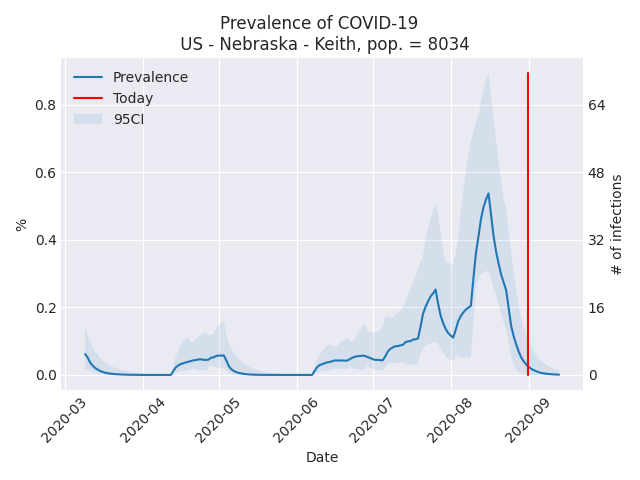 Prevalence of COVID-19
US - Nebraska - Keith, pop. = 8034
Prevalence
Today
95CI
0.8
0.6
0.4
0.2
0.0
%
64
48
32
16
0
# of infections
2020-03
2020-04
2020-05
2020-06
2020-07
2020-08
2020-09
Date